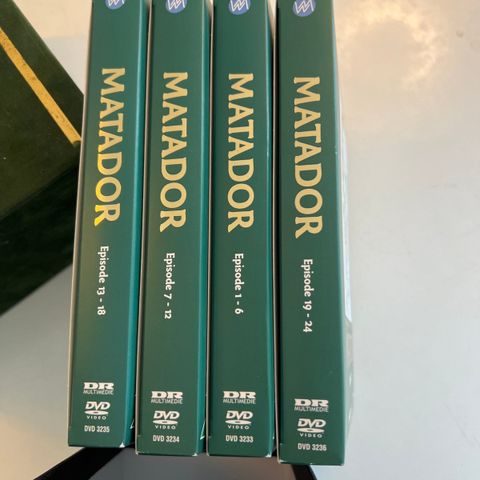 MATADOR
Episode 13 - 18
DR
MULTIMEDIE
DVD
VIDEO
DVD 3235
MATADOR
Episode 7 - 12
DR
MULTIMEDIE
DVD
VIDEO
DVD 3234
MATADOR
Episode 1 - 6
DR
MULTIMEDIE
DVD
VIDEO
DVD 3233
MATADOR
Episode 19 - 24
DR
MULTIMEDIE
DVD
VIDEO
DVD 3236